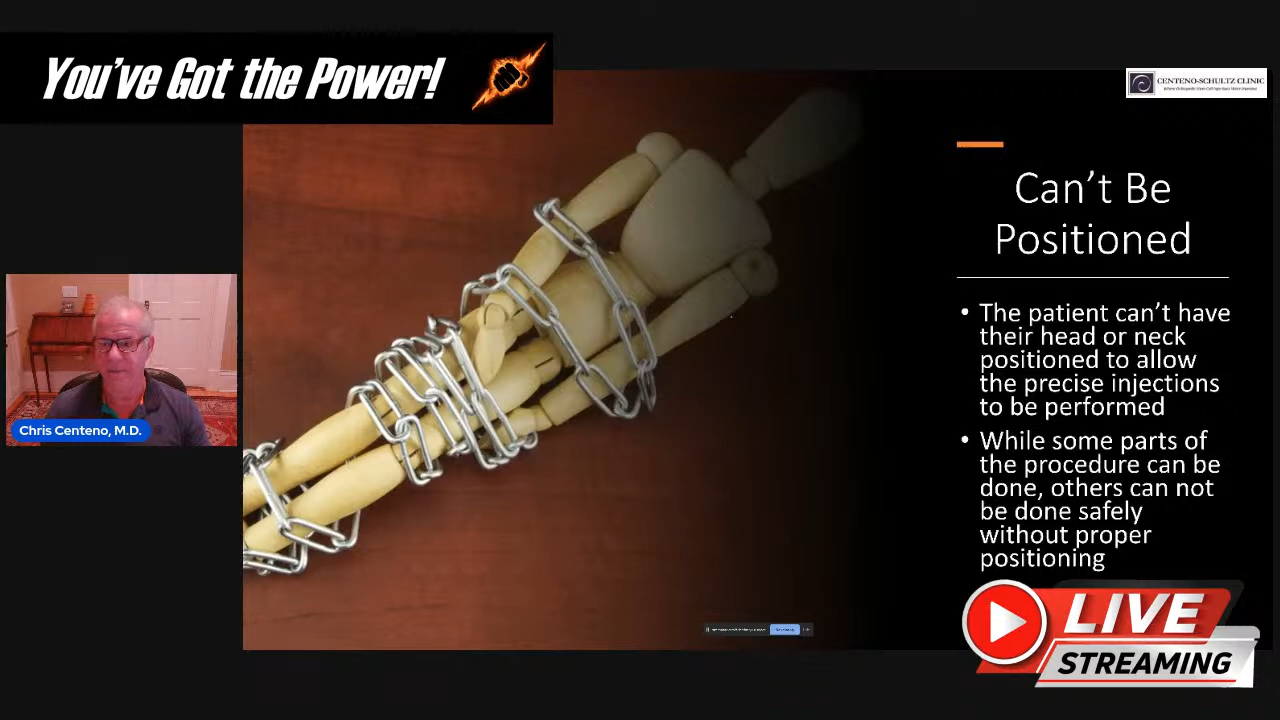 You've Got the Power!
CENTENO-SCHULTZ CLINIC
Can't Be
Positioned
• The patient can't have
their head or neck
positioned to allow
the precise injections
to be performed
• While some parts of
the procedure can be
done, others can not
be done safely
without proper
positioning
Chris Centeno, M.D.
LIVE
STREAMING